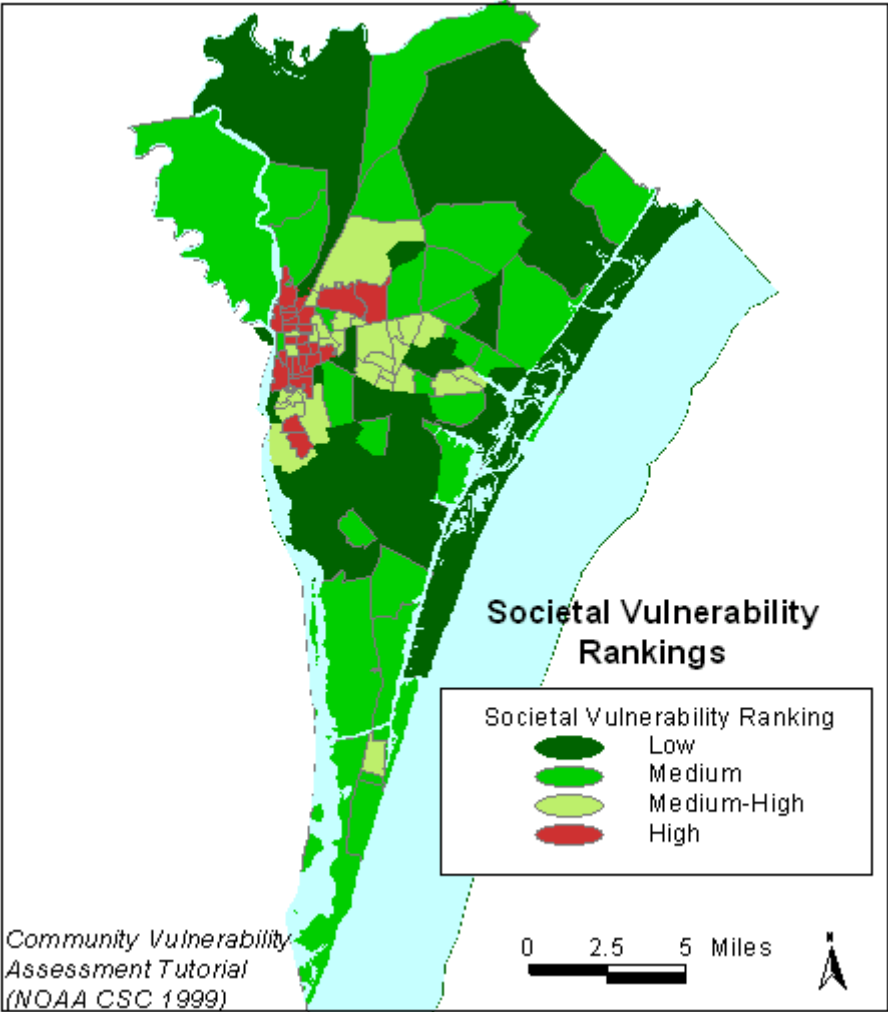 Societal Vulnerability
Rankings
Societal Vulnerability Ranking
Low
Medium
Medium-High
High
Community Vulnerability
Assessment Tutorial
(NOAA CSC 1999)
0 2.5 5 Miles
N